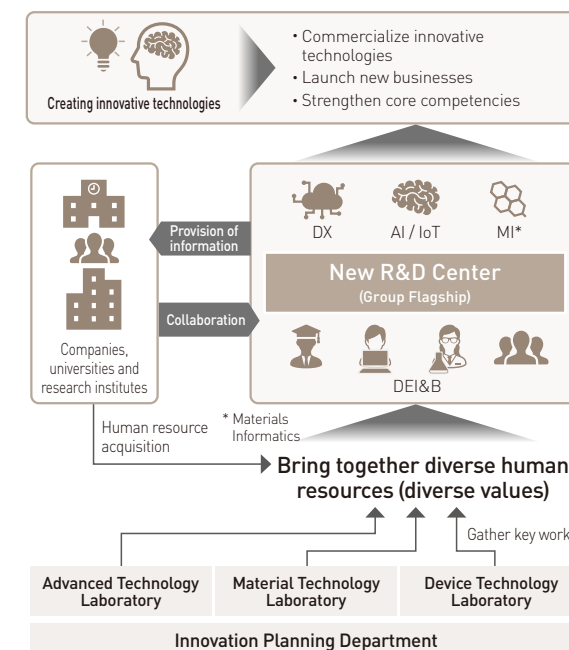 Creating innovative technologies
• Commercialize innovative
technologies
• Launch new businesses
• Strengthen core competencies
Companies,
universities and
research institutes
Provision of
information
Collaboration
DX
AI / IoT
MI*
New R&D Center
(Group Flagship)
DEI&B
Human resource
acquisition
* Materials
Informatics
Bring together diverse human
resources (diverse values)
Gather key work
Advanced Technology
Laboratory
Material Technology
Laboratory
Device Technology
Laboratory
Innovation Planning Department